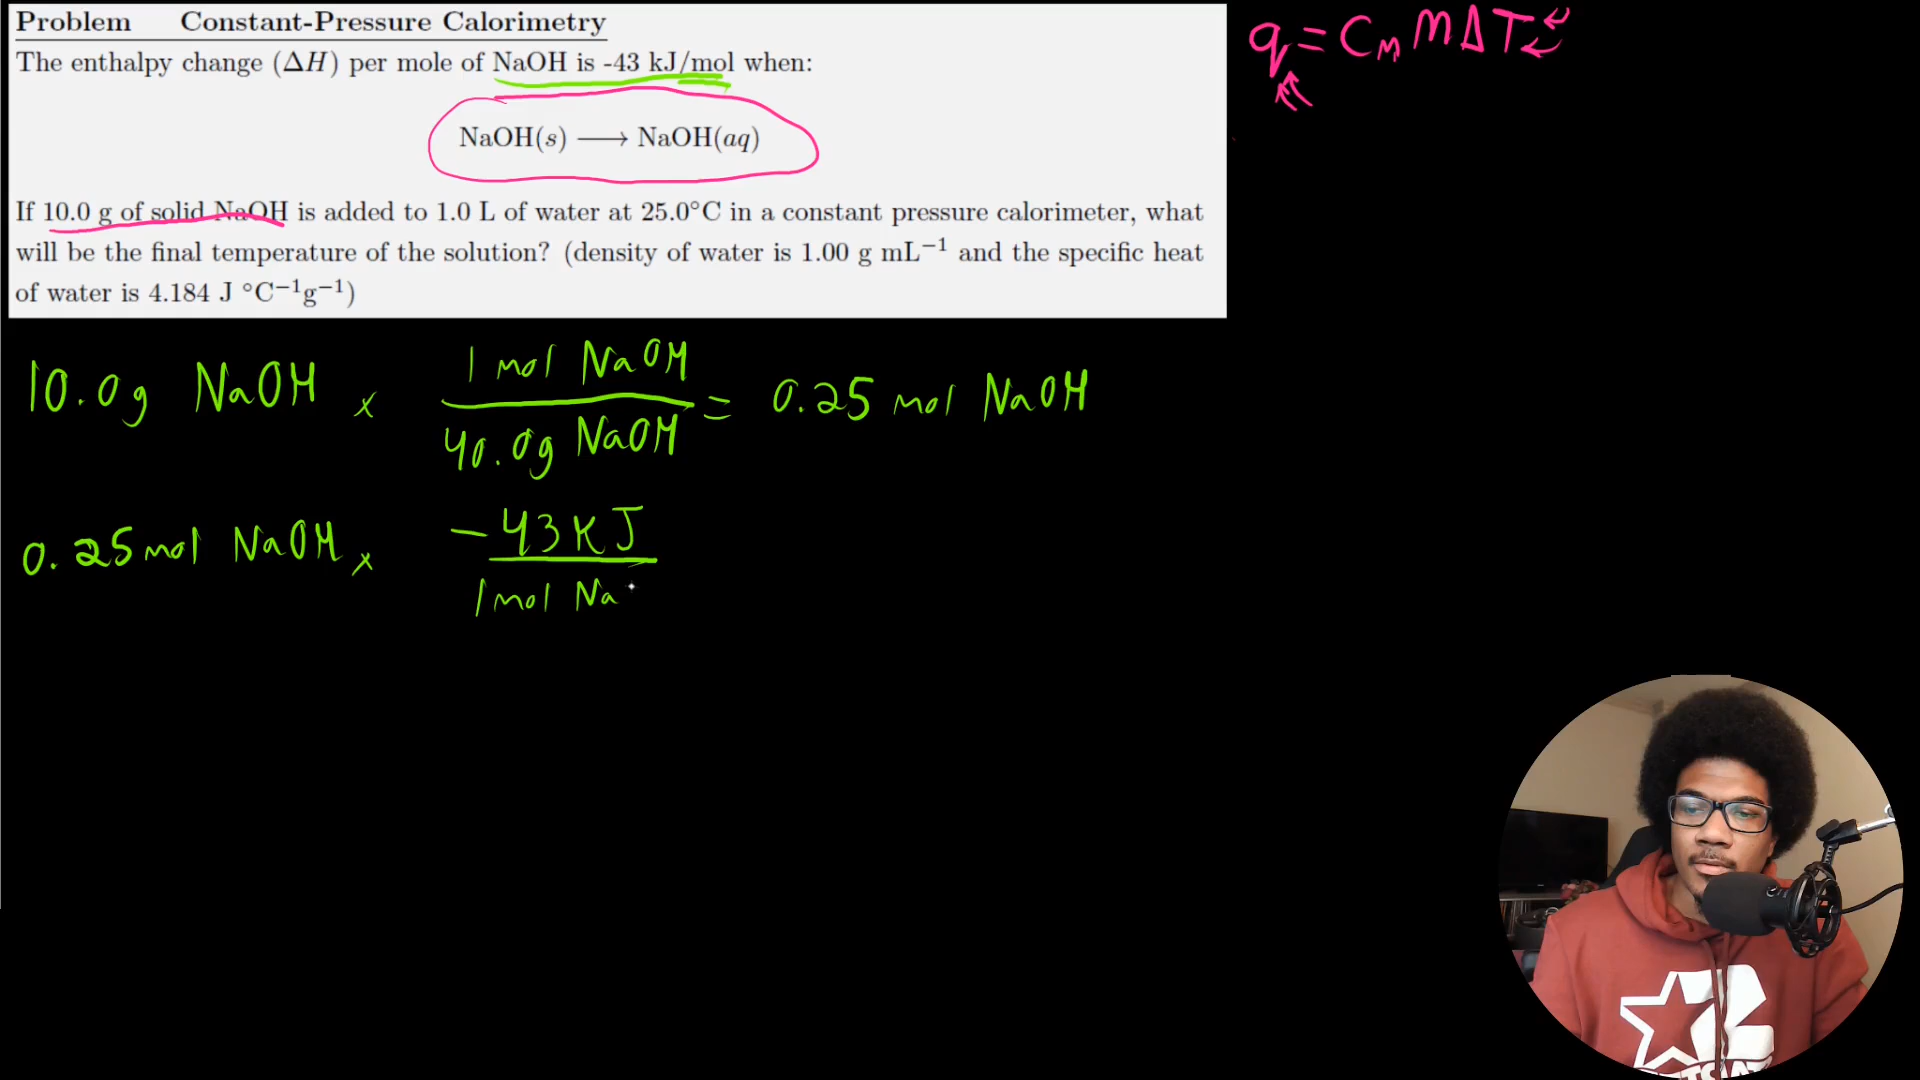 Problem Constant-Pressure Calorimetry
The enthalpy change (ΔH) per mole of NaOH is -43 kJ/mol when:
NaOH(s) ⟶ NaOH(aq)
If 10.0 g of solid NaOH is added to 1.0 L of water at 25.0°C in a constant pressure calorimeter, what
will be the final temperature of the solution? (density of water is 1.00 g mL⁻¹ and the specific heat
of water is 4.184 J °C⁻¹g⁻¹)
q = Cₘ m Δ T
10.0g NaOH x 1 mol NaOH / 40.0g NaOH = 0.25 mol NaOH
0.25 mol NaOH x -43 KJ / 1 mol Na